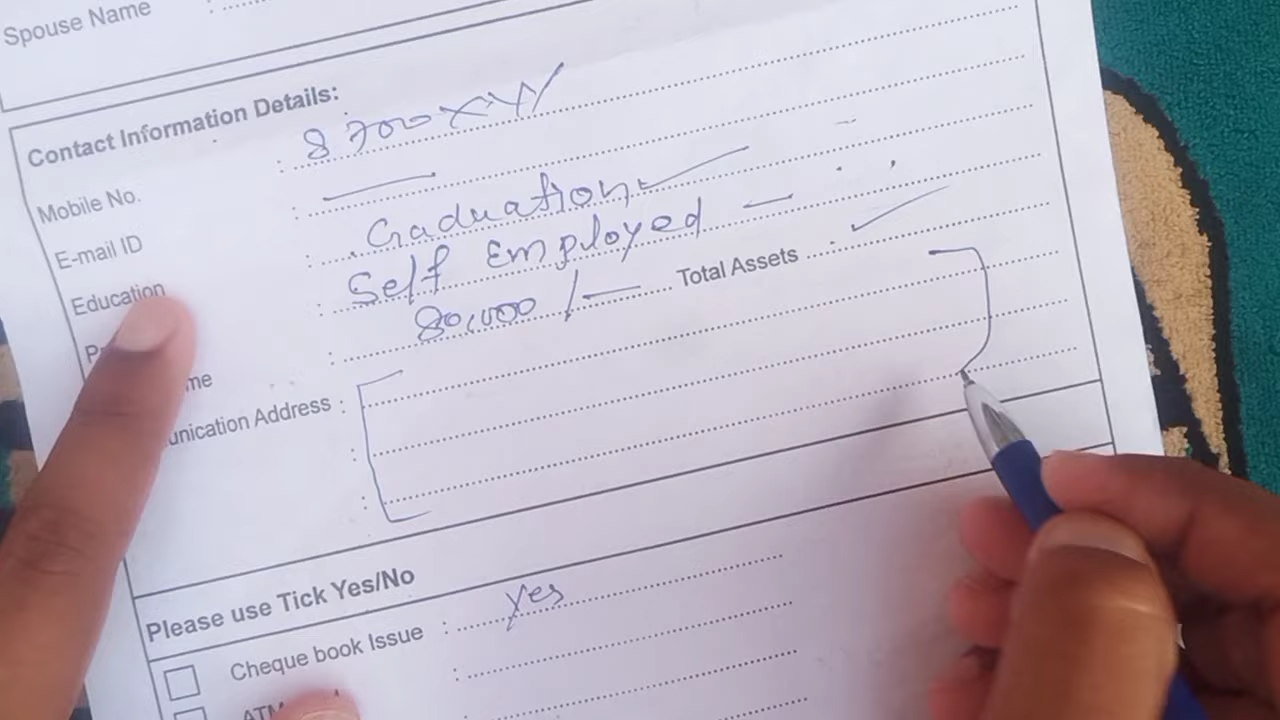 Spouse Name :
Contact Information Details:
Mobile No. : 8700XYY
E-mail ID :
Education : Graduation
: Self Employed
me : 80,000/- Total Assets
unication Address :
:
:
Please use Tick Yes/No
Cheque book Issue : Yes
ATM :